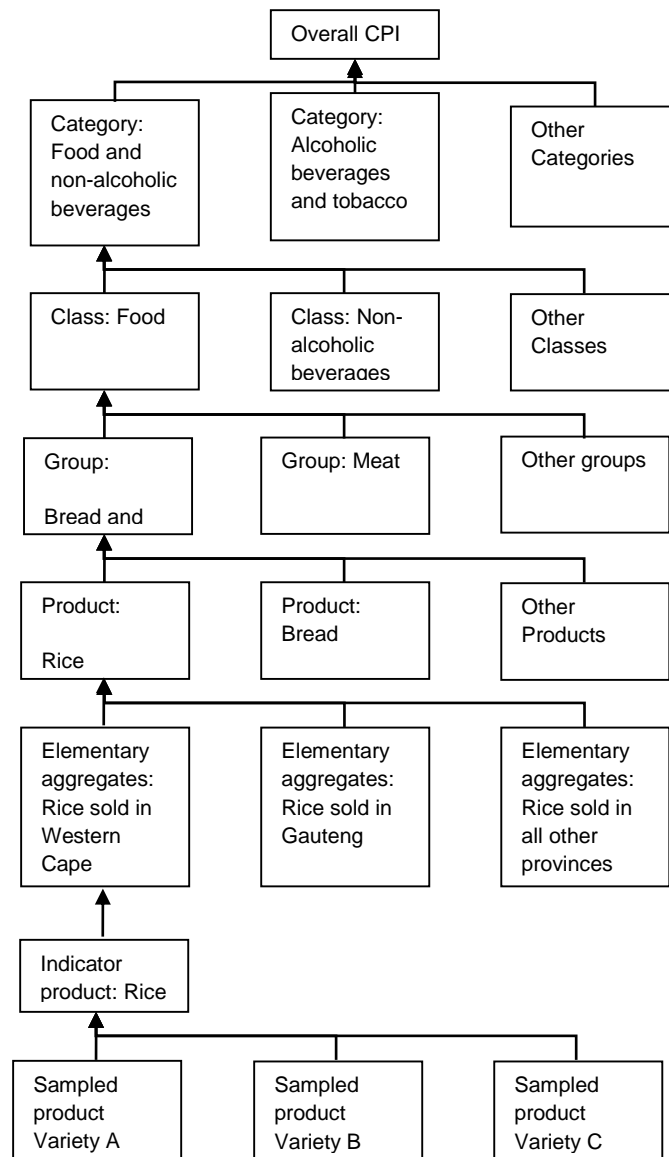 Overall CPI
Category:
Food and
non-alcoholic
beverages
Category:
Alcoholic
beverages
and tobacco
Other
Categories
Class: Food
Class: Non-
alcoholic
beverages
Other
Classes
Group:
Bread and
Group: Meat
Other groups
Product:
Rice
Product:
Bread
Other
Products
Elementary
aggregates:
Rice sold in
Western
Cape
Elementary
aggregates:
Rice sold in
Gauteng
Elementary
aggregates:
Rice sold in
all other
provinces
Indicator
product: Rice
Sampled
product
Variety A
Sampled
product
Variety B
Sampled
product
Variety C